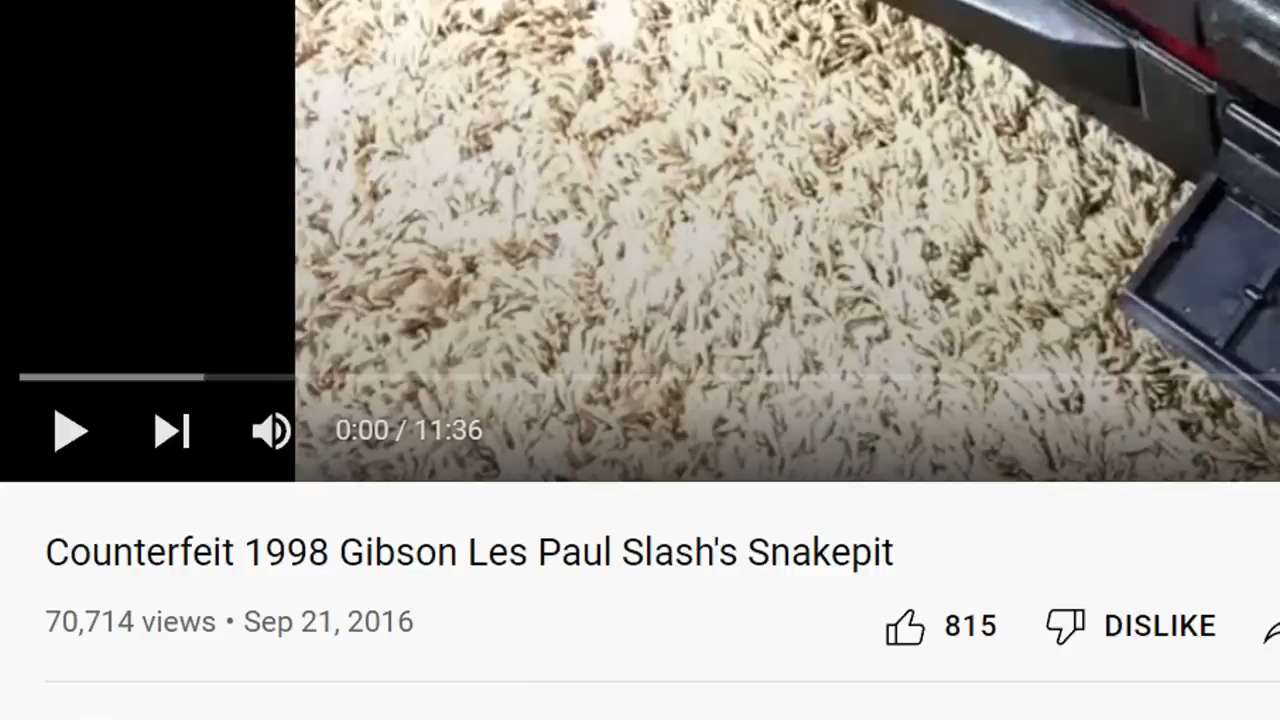 0:00 / 11:36
Counterfeit 1998 Gibson Les Paul Slash's Snakepit
70,714 views • Sep 21, 2016
815 DISLIKE